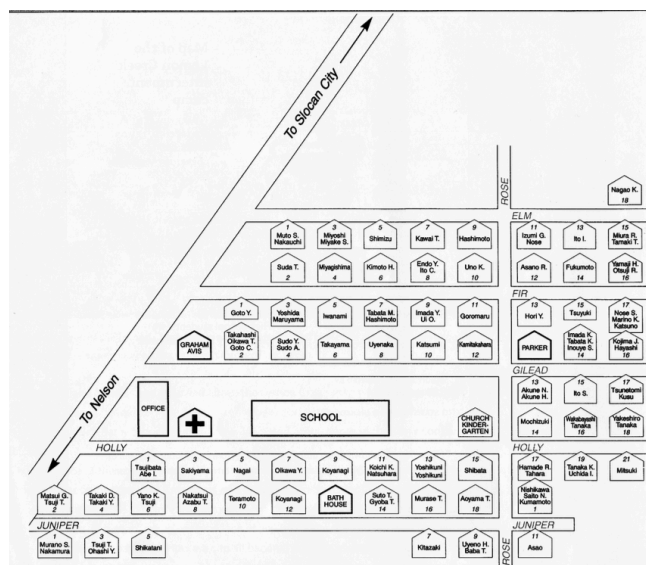 To Slocan City
To Nelson
ROSE
Nagao K.
18
ELM
1
Muto S.
Nakauchi
3
Miyoshi
Miyake S.
5
Shimizu
7
Kawai T.
9
Hashimoto
11
Izumi G.
Nose
13
Ito I.
15
Miura R.
Tamaki T.
Suda T.
2
Miyagishima
4
Kimoto H.
6
Endo Y.
Ito C.
8
Uno K.
10
Asano R.
12
Fukumoto
14
Yamaji H.
Otsuji R.
16
FIR
1
Goto Y.
3
Yoshida
Maruyama
5
Iwanami
7
Tabata M.
Hashimoto
9
Imada Y.
Ui O.
11
Goromaru
13
Hori Y.
15
Tsuyuki
17
Nose S.
Marino K.
Katsuno
GRAHAM
AVIS
Takahashi
Oikawa T.
Goto C.
2
Sudo Y.
Sudo A.
4
Takayama
6
Uyenaka
8
Katsumi
10
Kamitakahara
12
PARKER
Imada K.
Tabata K.
Inouye S.
14
Kojima J.
Hayashi
16
GILEAD
13
Akune N.
Akune H.
15
Ito S.
17
Tsunetomi
Kusu
OFFICE
SCHOOL
CHURCH
KINDER-
GARTEN
Mochizuki
14
Wakabayashi
Tanaka
16
Yakeshiro
Tanaka
18
HOLLY
HOLLY
1
Taujibata
Abe I.
3
Sakiyama
5
Nagai
7
Oikawa Y.
9
Koyanagi
11
Koichi K.
Natsuhara
13
Yoshikuni
Yoshikuni
15
Shibata
17
Hamade R.
Tahara
19
Tanaka K.
Uchida I.
21
Mitsuki
Matsui G.
Tsuji T.
2
Takaki D.
Takaki Y.
4
Yano K.
Tsuji
6
Nakatsui
Azabu T.
8
Teramoto
10
Koyanagi
12
BATH
HOUSE
Suto T.
Gyoba T.
14
Murase T.
16
Aoyama T.
18
Nishikawa
Saito N.
Kumamoto
1
JUNIPER
JUNIPER
1
Murano S.
Nakamura
3
Tsuji T.
Ohashi Y.
5
Shikatani
7
Kitazaki
9
Uyeno H.
Baba T.
ROSE
11
Asao